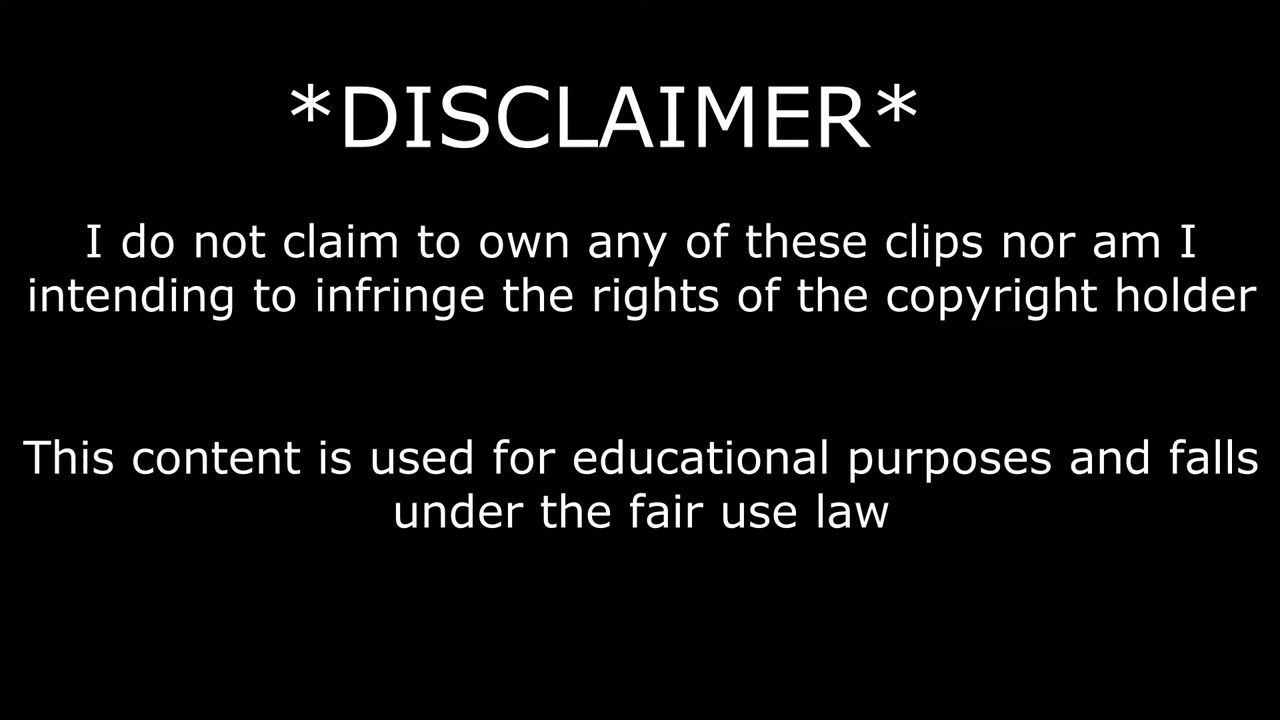 *DISCLAIMER*
I do not claim to own any of these clips nor am I
intending to infringe the rights of the copyright holder
This content is used for educational purposes and falls
under the fair use law